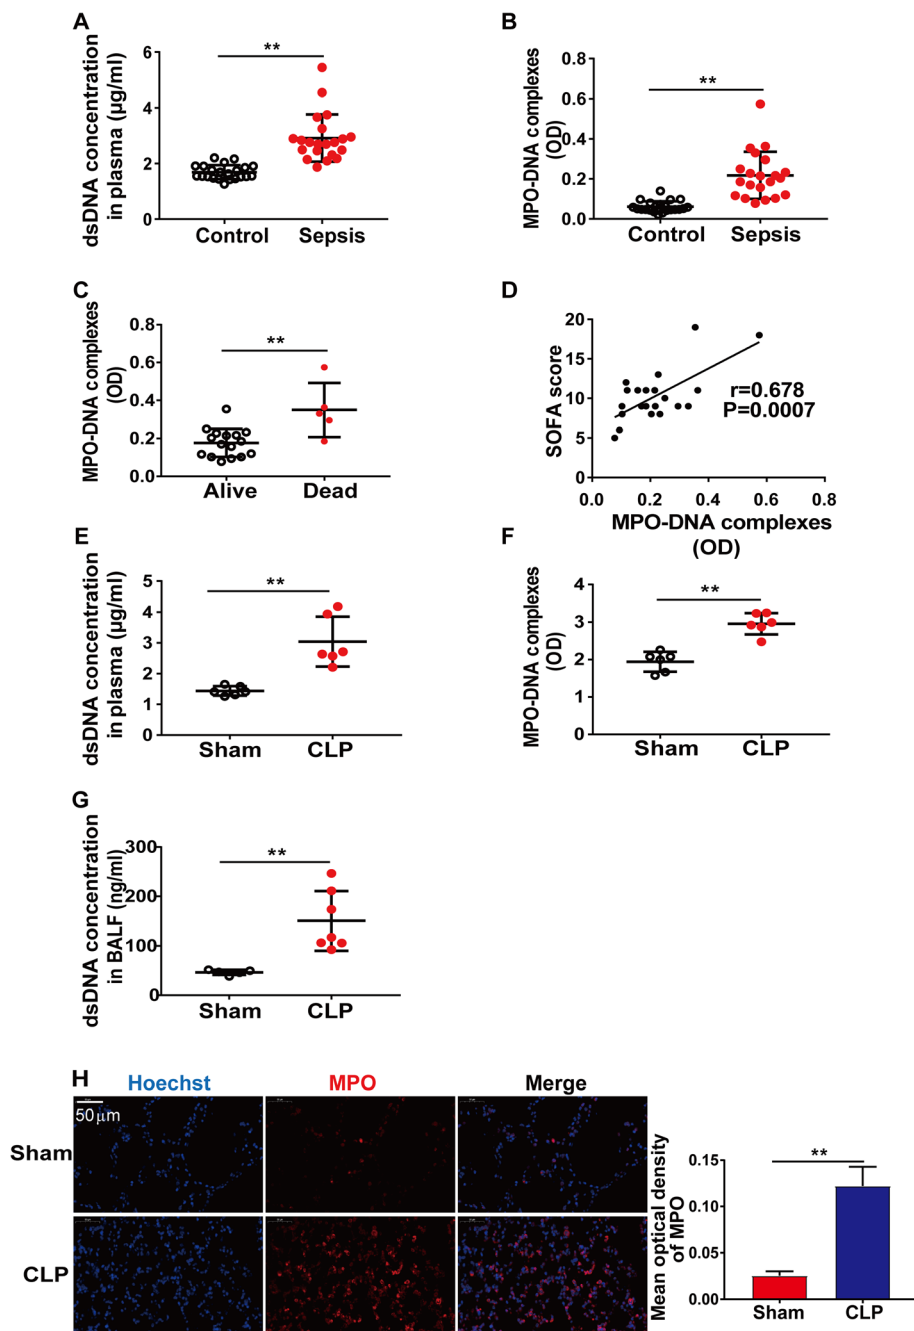 A
dsDNA concentration
in plasma (μg/ml)
6
4
2
0
**
Control
Sepsis
B
MPO-DNA complexes
(OD)
0.8
0.6
0.4
0.2
0.0
**
Control
Sepsis
C
MPO-DNA complexes
(OD)
0.8
0.6
0.4
0.2
0.0
**
Alive
Dead
D
SOFA score
20
15
10
5
0
r=0.678
P=0.0007
0.0 0.2 0.4 0.6 0.8
MPO-DNA complexes
(OD)
E
dsDNA concentration
in plasma (μg/ml)
5
4
3
2
1
0
**
Sham
CLP
F
MPO-DNA complexes
(OD)
4
3
2
1
0
**
Sham
CLP
G
dsDNA concentration
in BALF (ng/ml)
300
200
100
0
**
Sham
CLP
H
Hoechst
MPO
Merge
50 μm
Sham
CLP
Mean optical density
of MPO
0.15
0.10
0.05
0.00
**
Sham
CLP